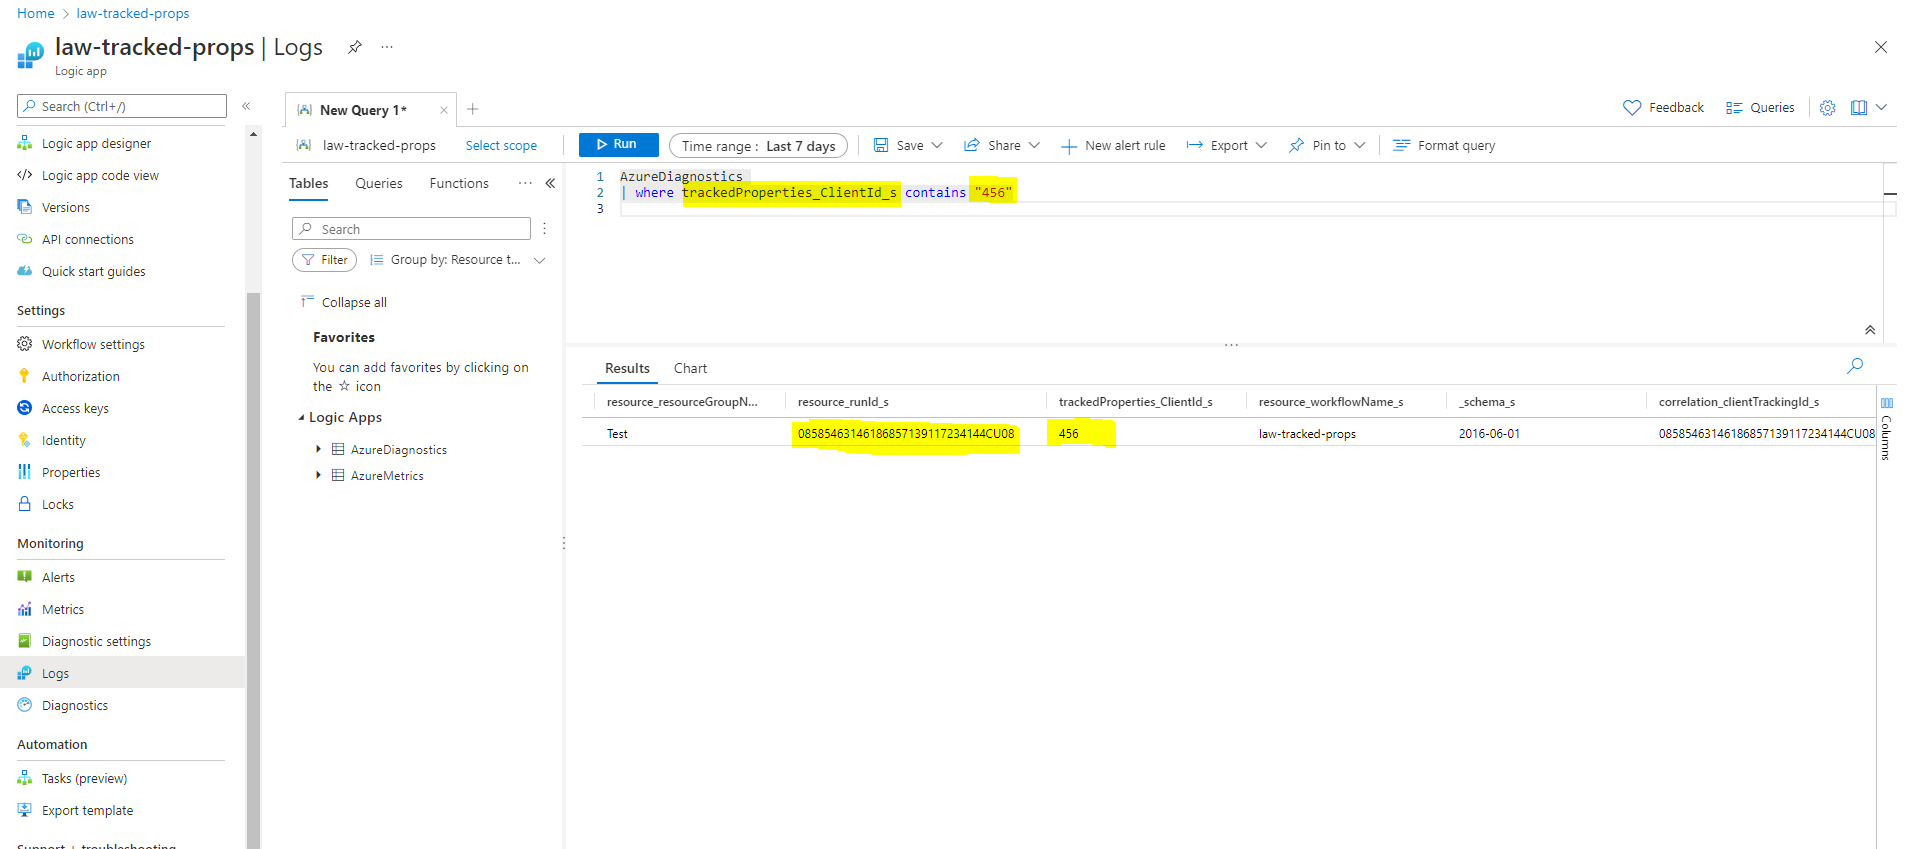 Home > law-tracked-props
law-tracked-props | Logs
Logic app
Search (Ctrl+/)
Logic app designer
Logic app code view
Versions
API connections
Quick start guides
Settings
Workflow settings
Authorization
Access keys
Identity
Properties
Locks
Monitoring
Alerts
Metrics
Diagnostic settings
Logs
Diagnostics
Automation
Tasks (preview)
Export template
Support + troubleshooting
New Query 1*
Feedback
Queries
law-tracked-props
Select scope
Run
Time range : Last 7 days
Save
Share
New alert rule
Export
Pin to
Format query
Tables
Queries
Functions
Search
Filter
Group by: Resource t...
Collapse all
Favorites
You can add favorites by clicking on
the ☆ icon
Logic Apps
AzureDiagnostics
AzureMetrics
1 AzureDiagnostics
2 | where trackedProperties_ClientId_s contains "456"
3
Results
Chart
resource_resourceGroupN... resource_runId_s trackedProperties_ClientId_s resource_workflowName_s _schema_s correlation_clientTrackingId_s
Test 08585463146186857139117234144CU08 456 law-tracked-props 2016-06-01 08585463146186857139117234144CU08
Columns